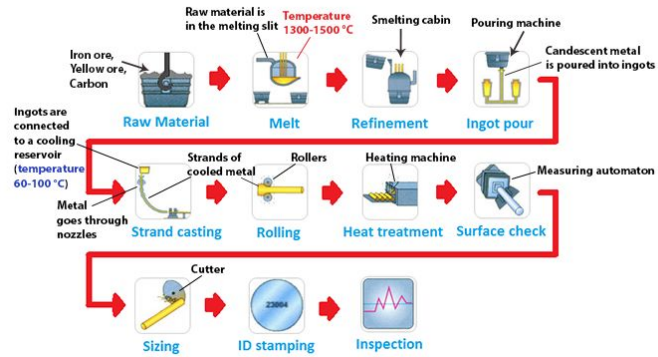 Raw material is
in the melting slit
Temperature
1300-1500 °C
Smelting cabin
Pouring machine
Iron ore,
Yellow ore,
Carbon
Candescent metal
is poured into ingots
Raw Material
Melt
Refinement
Ingot pour
Ingots are
connected
to a cooling
reservoir
(temperature
60-100 °C)
Strands of
cooled metal
Rollers
Heating machine
Measuring automaton
Metal
goes through
nozzles
Strand casting
Rolling
Heat treatment
Surface check
Cutter
23864
Sizing
ID stamping
Inspection